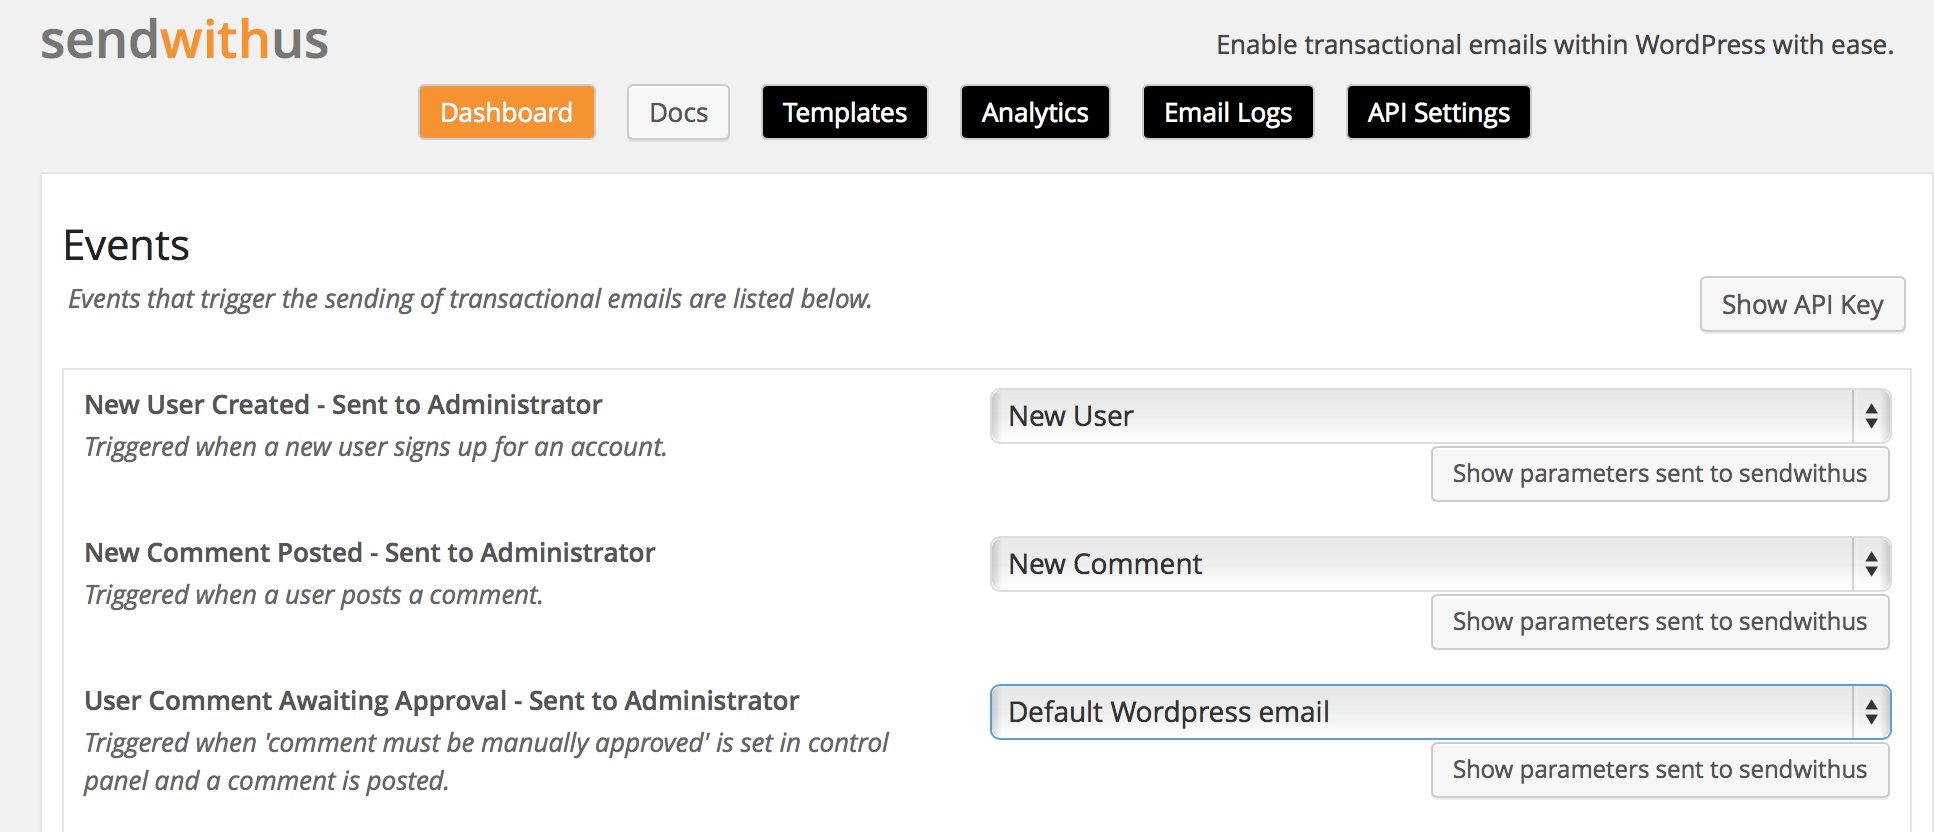 sendwithus
Enable transactional emails within WordPress with ease.
Dashboard
Docs
Templates
Analytics
Email Logs
API Settings
Events
Events that trigger the sending of transactional emails are listed below.
Show API Key
New User Created - Sent to Administrator
Triggered when a new user signs up for an account.
New User
Show parameters sent to sendwithus
New Comment Posted - Sent to Administrator
Triggered when a user posts a comment.
New Comment
Show parameters sent to sendwithus
User Comment Awaiting Approval - Sent to Administrator
Triggered when 'comment must be manually approved' is set in control
panel and a comment is posted.
Default Wordpress email
Show parameters sent to sendwithus